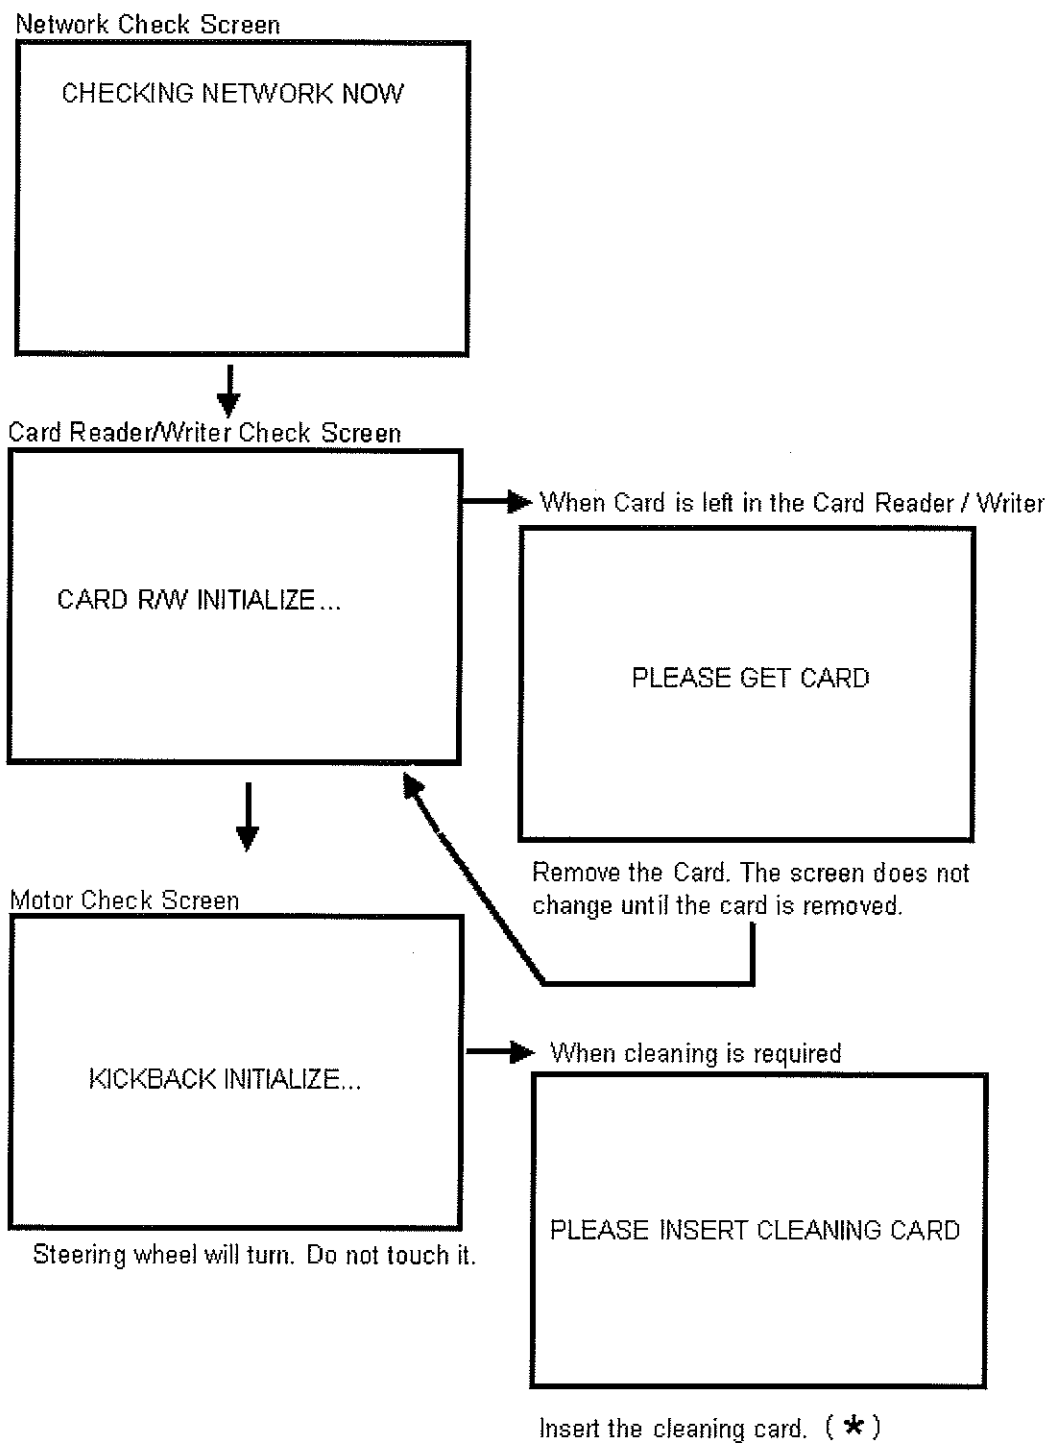 Network Check Screen
CHECKING NETWORK NOW
Card Reader/Writer Check Screen
When Card is left in the Card Reader / Writer
CARD R/W INITIALIZE...
PLEASE GET CARD
Remove the Card. The screen does not
change until the card is removed.
Motor Check Screen
KICKBACK INITIALIZE...
Steering wheel will turn. Do not touch it.
When cleaning is required
PLEASE INSERT CLEANING CARD
Insert the cleaning card. (★)